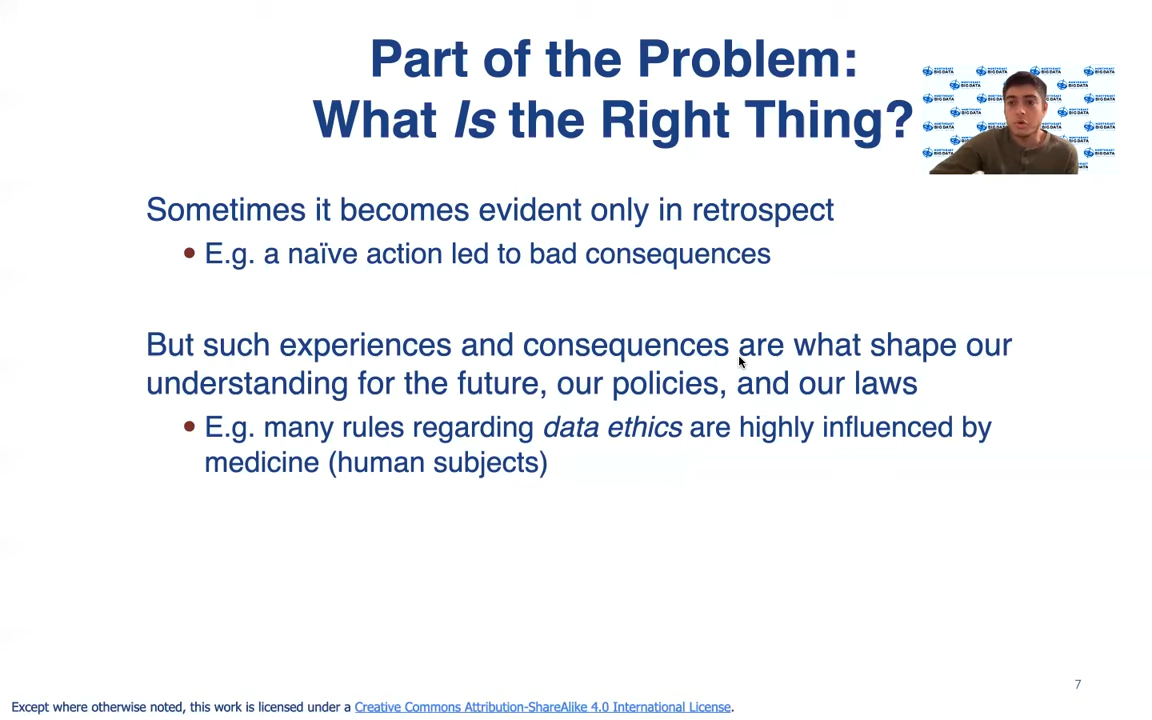 Part of the Problem:
What Is the Right Thing?
Sometimes it becomes evident only in retrospect
• E.g. a naïve action led to bad consequences
But such experiences and consequences are what shape our
understanding for the future, our policies, and our laws
• E.g. many rules regarding data ethics are highly influenced by
medicine (human subjects)
7
Except where otherwise noted, this work is licensed under a Creative Commons Attribution-ShareAlike 4.0 International License.
NORTHEAST
BIG DATA